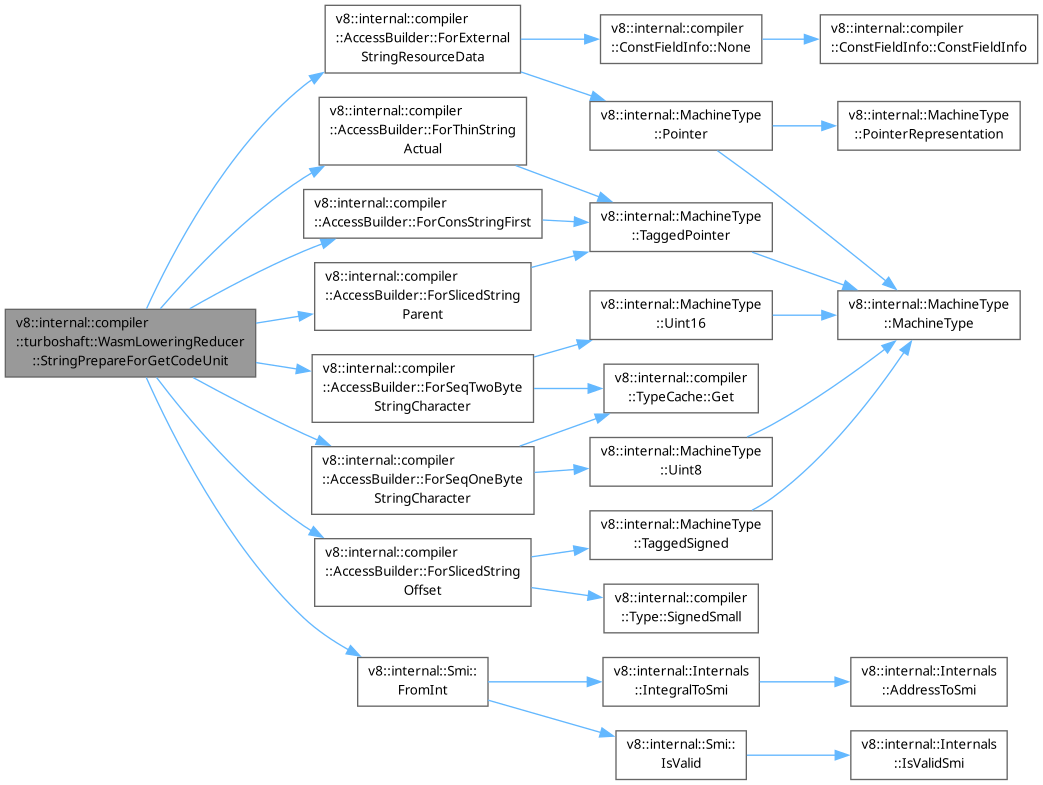 v8::internal::compiler
::turboshaft::WasmLoweringReducer
::StringPrepareForGetCodeUnit
v8::internal::compiler
::AccessBuilder::ForExternal
StringResourceData
v8::internal::compiler
::AccessBuilder::ForThinString
Actual
v8::internal::compiler
::AccessBuilder::ForConsStringFirst
v8::internal::compiler
::AccessBuilder::ForSlicedString
Parent
v8::internal::compiler
::AccessBuilder::ForSeqTwoByte
StringCharacter
v8::internal::compiler
::AccessBuilder::ForSeqOneByte
StringCharacter
v8::internal::compiler
::AccessBuilder::ForSlicedString
Offset
v8::internal::Smi::
FromInt
v8::internal::compiler
::ConstFieldInfo::None
v8::internal::MachineType
::Pointer
v8::internal::MachineType
::TaggedPointer
v8::internal::MachineType
::Uint16
v8::internal::compiler
::TypeCache::Get
v8::internal::MachineType
::Uint8
v8::internal::MachineType
::TaggedSigned
v8::internal::compiler
::Type::SignedSmall
v8::internal::Internals
::IntegralToSmi
v8::internal::Smi::
IsValid
v8::internal::compiler
::ConstFieldInfo::ConstFieldInfo
v8::internal::MachineType
::PointerRepresentation
v8::internal::MachineType
::MachineType
v8::internal::Internals
::AddressToSmi
v8::internal::Internals
::IsValidSmi